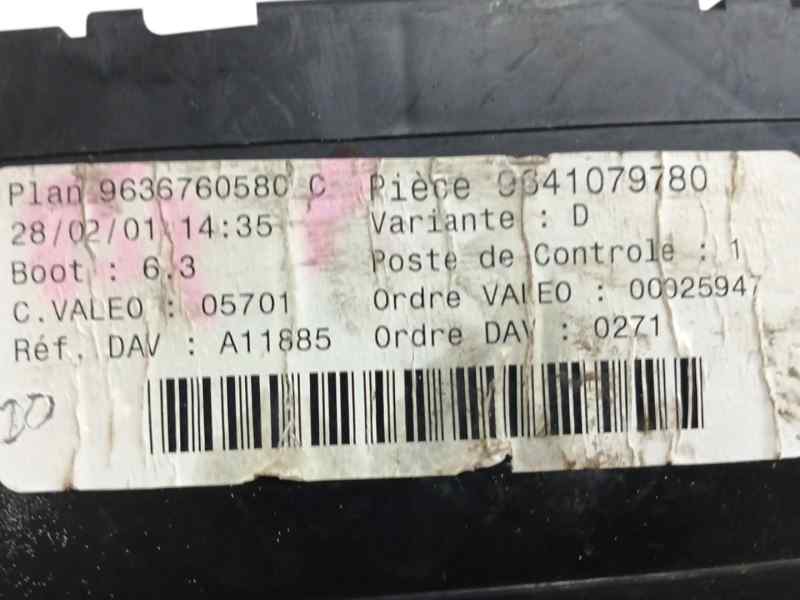 Plan 9636760580 C Pièce 9641079780
28/02/01 14:35 Variante : D
Boot : 6.3 Poste de Controle : 1
C.VALEO : 05701 Ordre VALEO : 00025947
Réf. DAV : A11885 Ordre DAV : 0271